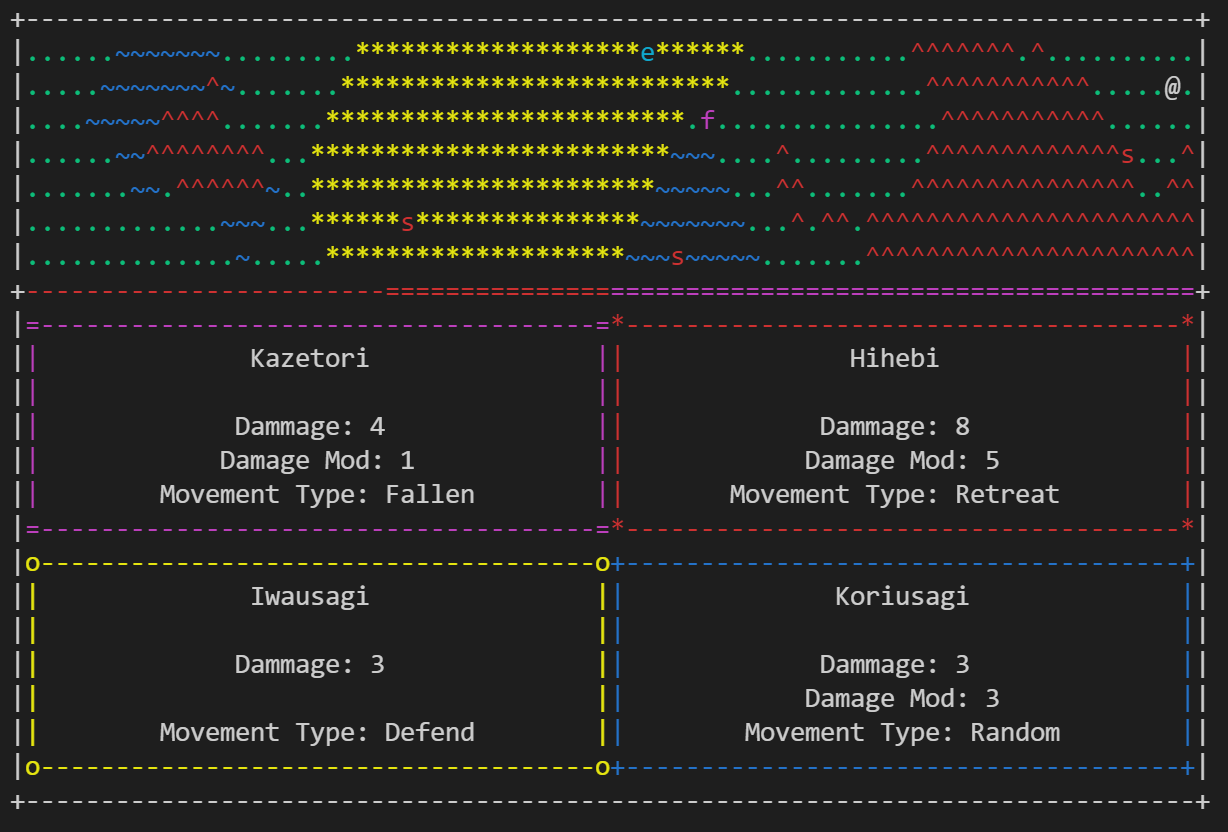 Kazetori
Hihebi
Dammage: 4
Dammage: 8
Damage Mod: 1
Damage Mod: 5
Movement Type: Fallen
Movement Type: Retreat
Iwausagi
Koriusagi
Dammage: 3
Dammage: 3
Damage Mod: 3
Movement Type: Defend
Movement Type: Random